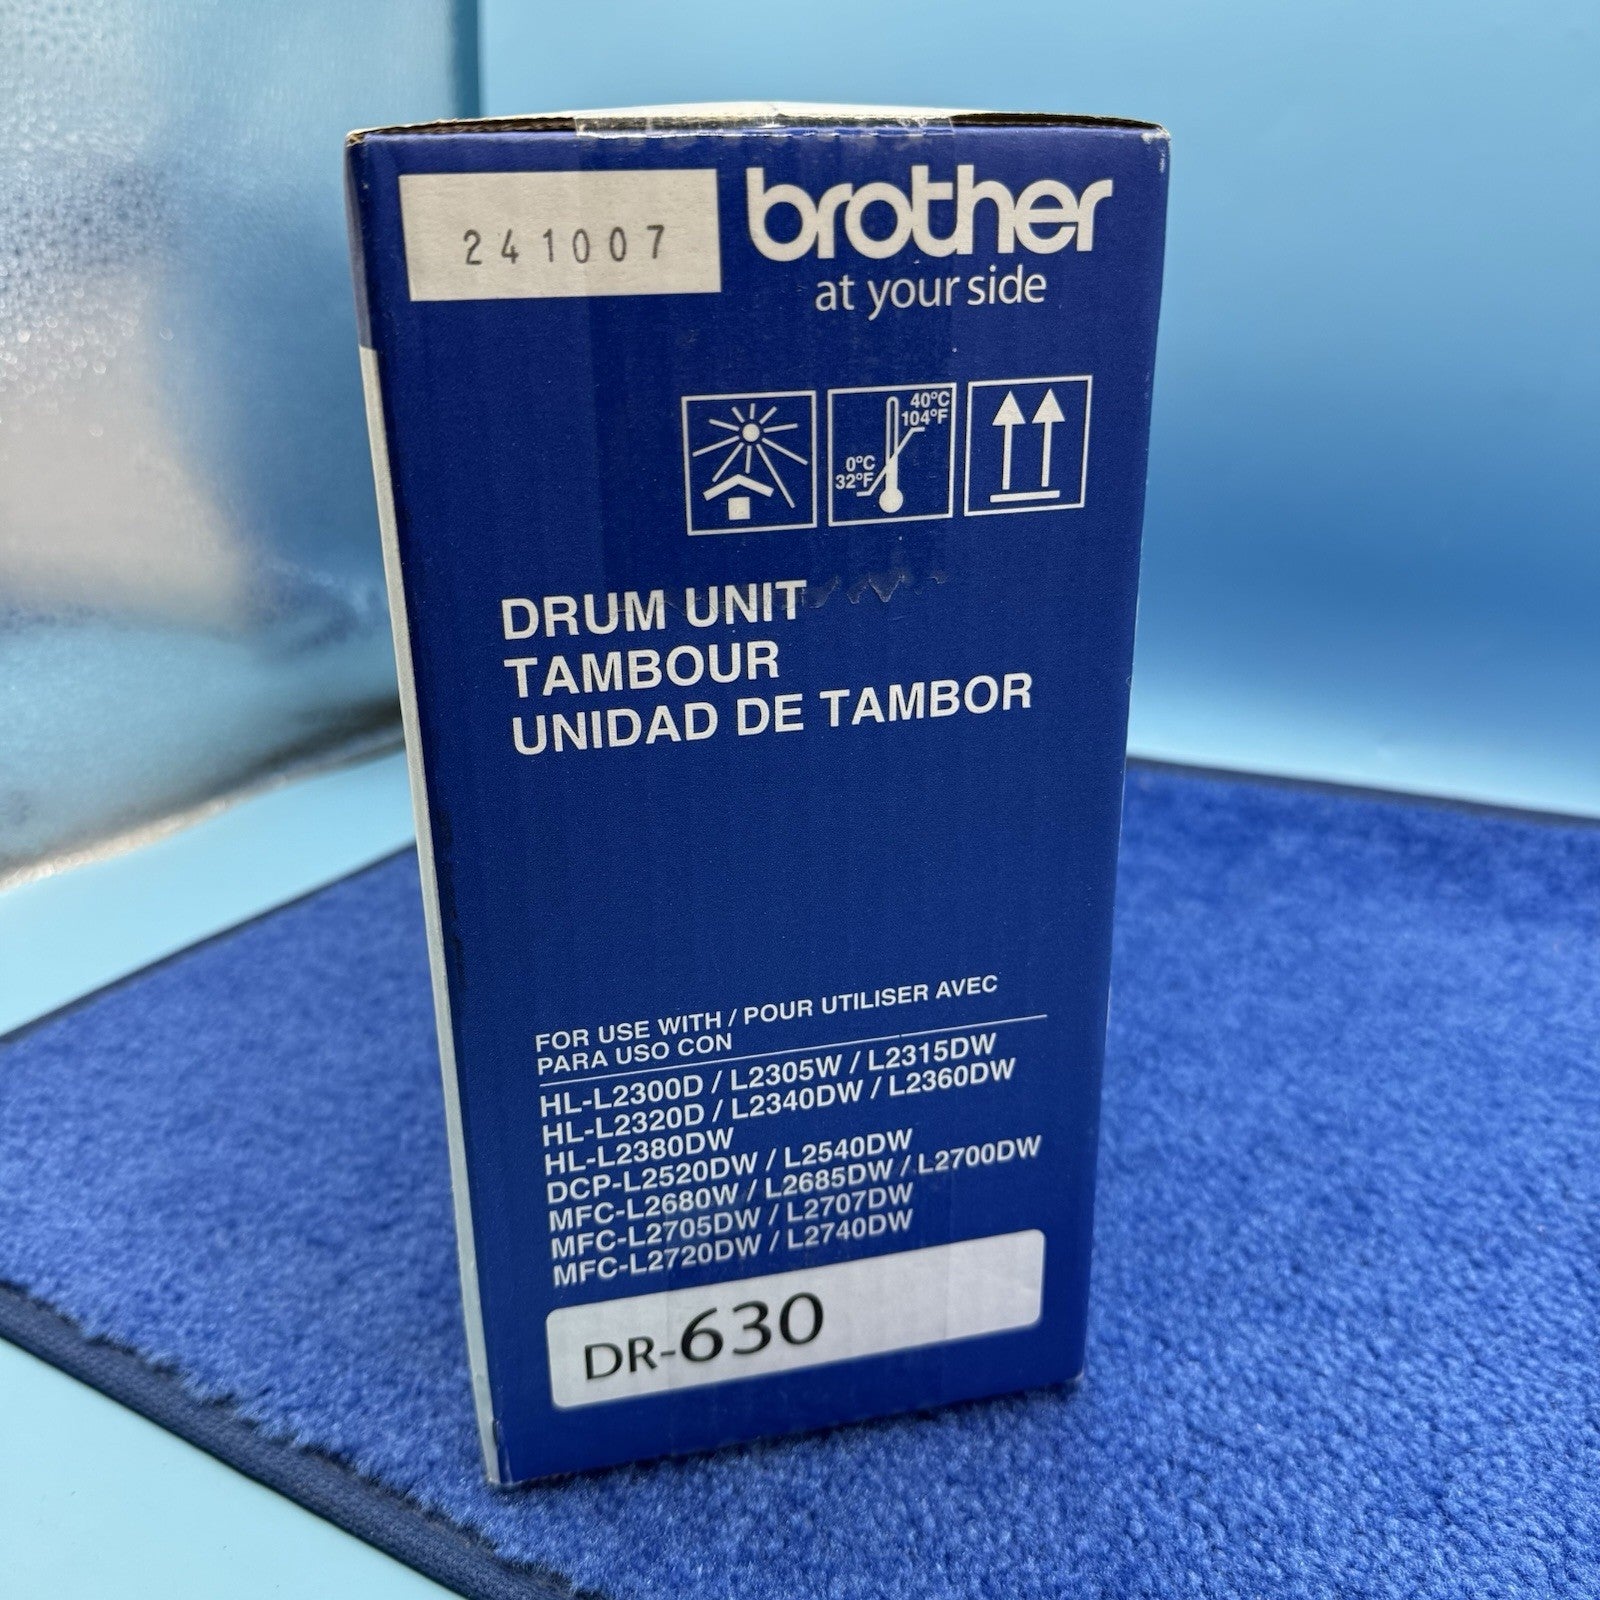 241007
brother
at your side
40°C
104°F
0°C
32°F
DRUM UNIT
TAMBOUR
UNIDAD DE TAMBOR
FOR USE WITH / POUR UTILISER AVEC
PARA USO CON
HL-L2300D / L2305W / L2315DW
HL-L2320D / L2340DW / L2360DW
HL-L2380DW
DCP-L2520DW / L2540DW
MFC-L2680W / L2685DW / L2700DW
MFC-L2705DW / L2707DW
MFC-L2720DW / L2740DW
DR-630